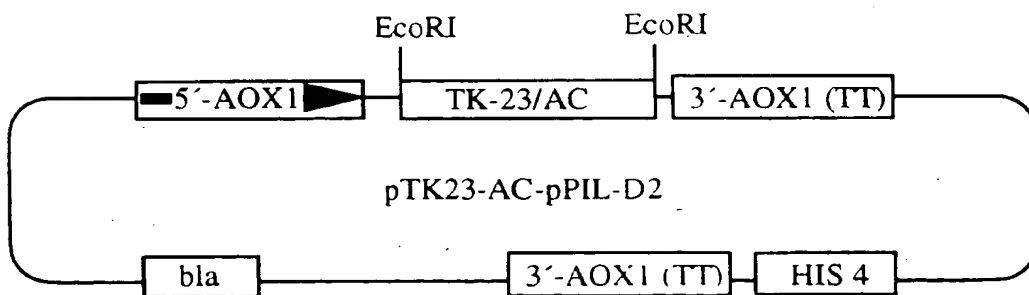 EcoRI EcoRI
5´-AOX1 TK-23/AC 3´-AOX1 (TT)
pTK23-AC-pPIL-D2
bla 3´-AOX1 (TT) HIS 4